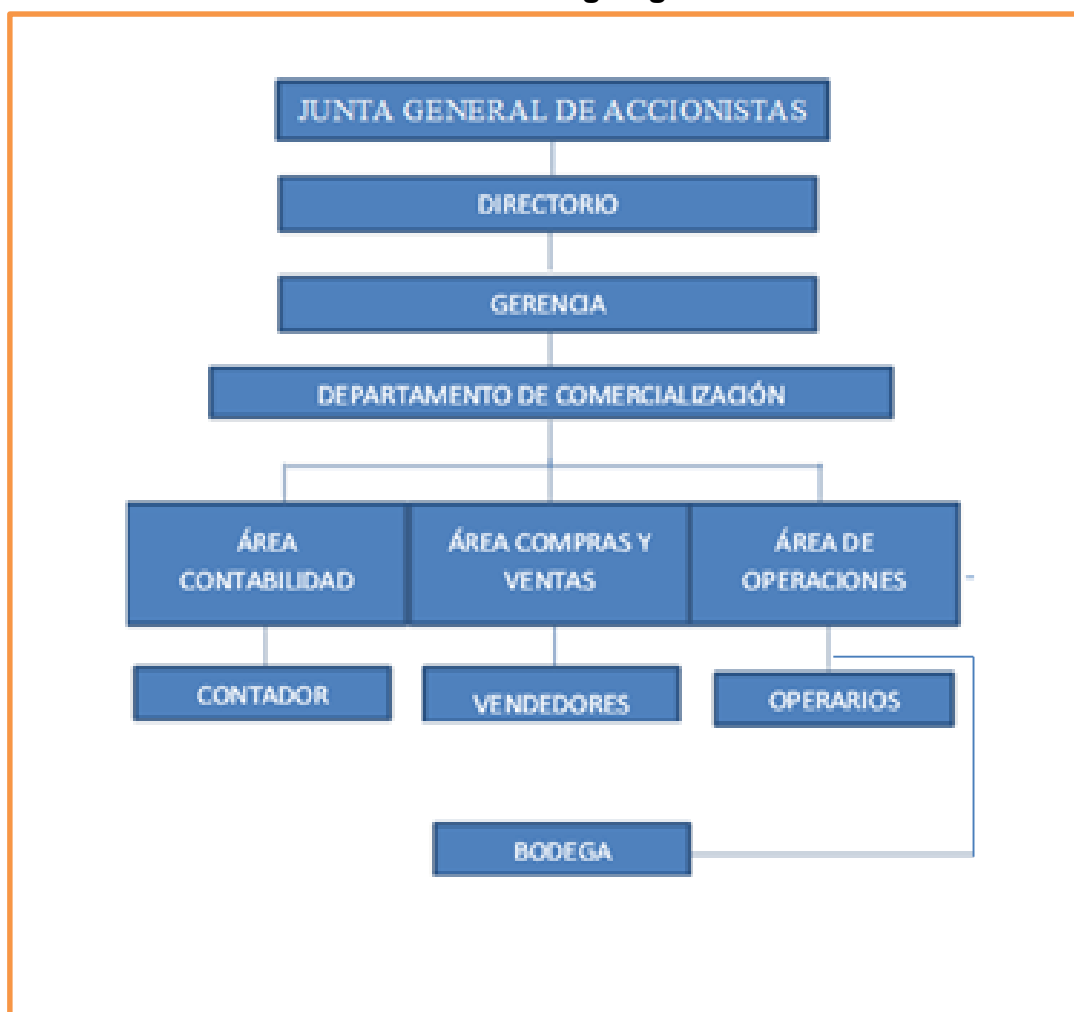 JUNTA GENERAL DE ACCIONISTAS
DIRECTORIO
GERENCIA
DEPARTAMENTO DE COMERCIALIZACIÓN
ÁREA
CONTABILIDAD
ÁREA COMPRAS Y
VENTAS
ÁREA DE
OPERACIONES
CONTADOR
VENDEDORES
OPERARIOS
BODEGA